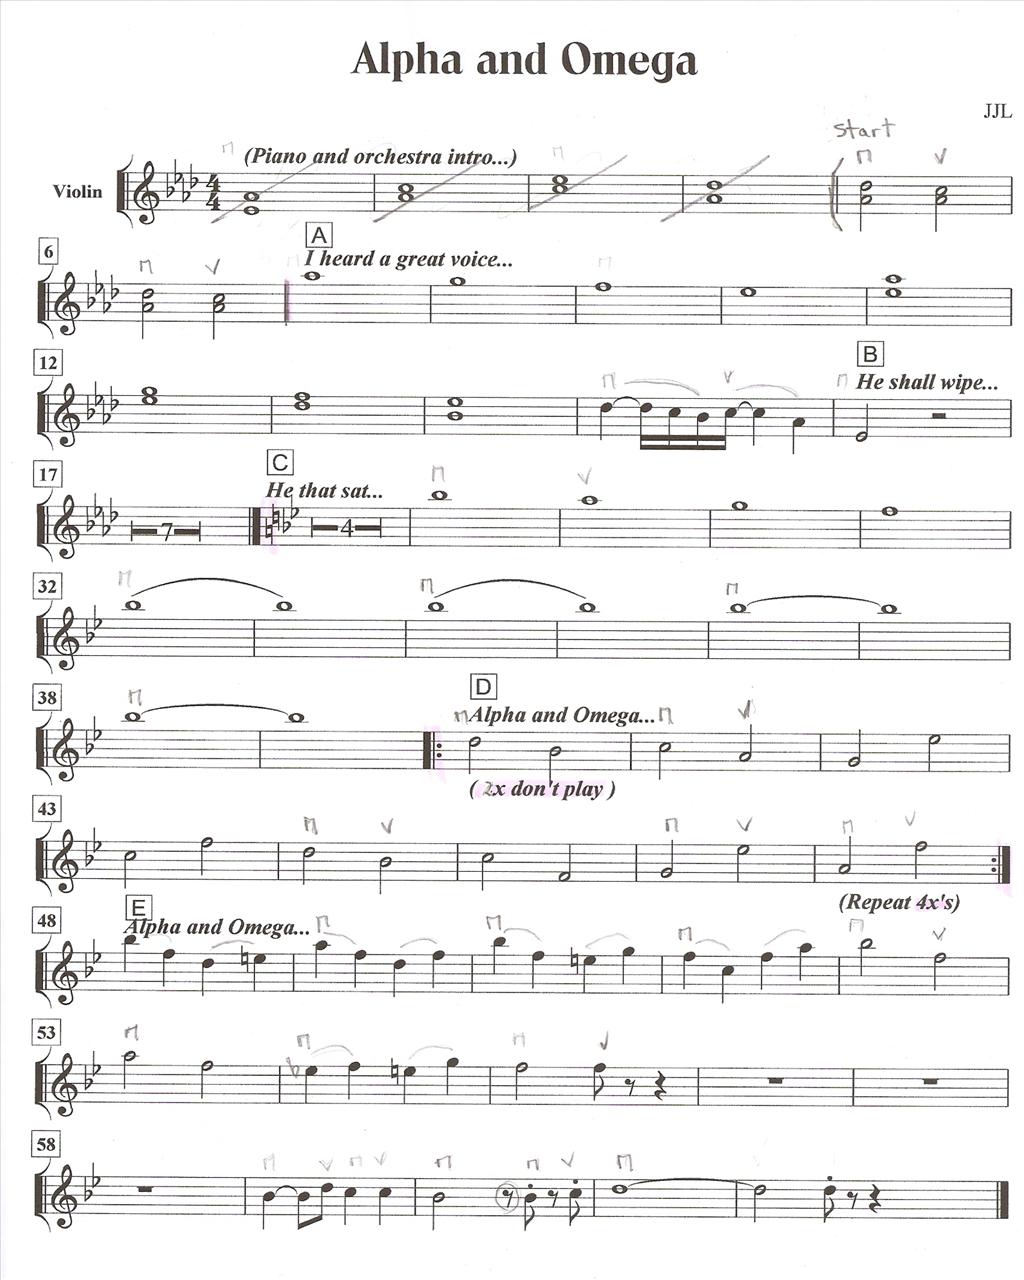 Alpha and Omega
JJL
Start
(Piano and orchestra intro...)
Violin
4
4
6
A
I heard a great voice...
12
B
He shall wipe...
17
C
He that sat...
7
4
32
38
D
Alpha and Omega...
( 2x don't play )
43
(Repeat 4x's)
48
E
Alpha and Omega...
53
58